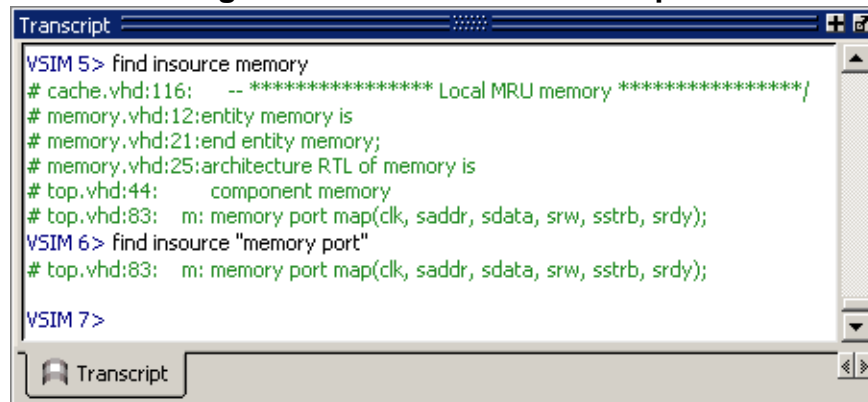 Transcript
VSIM 5> find insource memory
# cache.vhd:116:    -- **************** Local MRU memory ****************/
# memory.vhd:12:entity memory is
# memory.vhd:21:end entity memory;
# memory.vhd:25:architecture RTL of memory is
# top.vhd:44:       component memory
# top.vhd:83:   m: memory port map(clk, saddr, sdata, srw, sstrb, srdy);
VSIM 6> find insource "memory port"
# top.vhd:83:   m: memory port map(clk, saddr, sdata, srw, sstrb, srdy);
VSIM 7>
Transcript